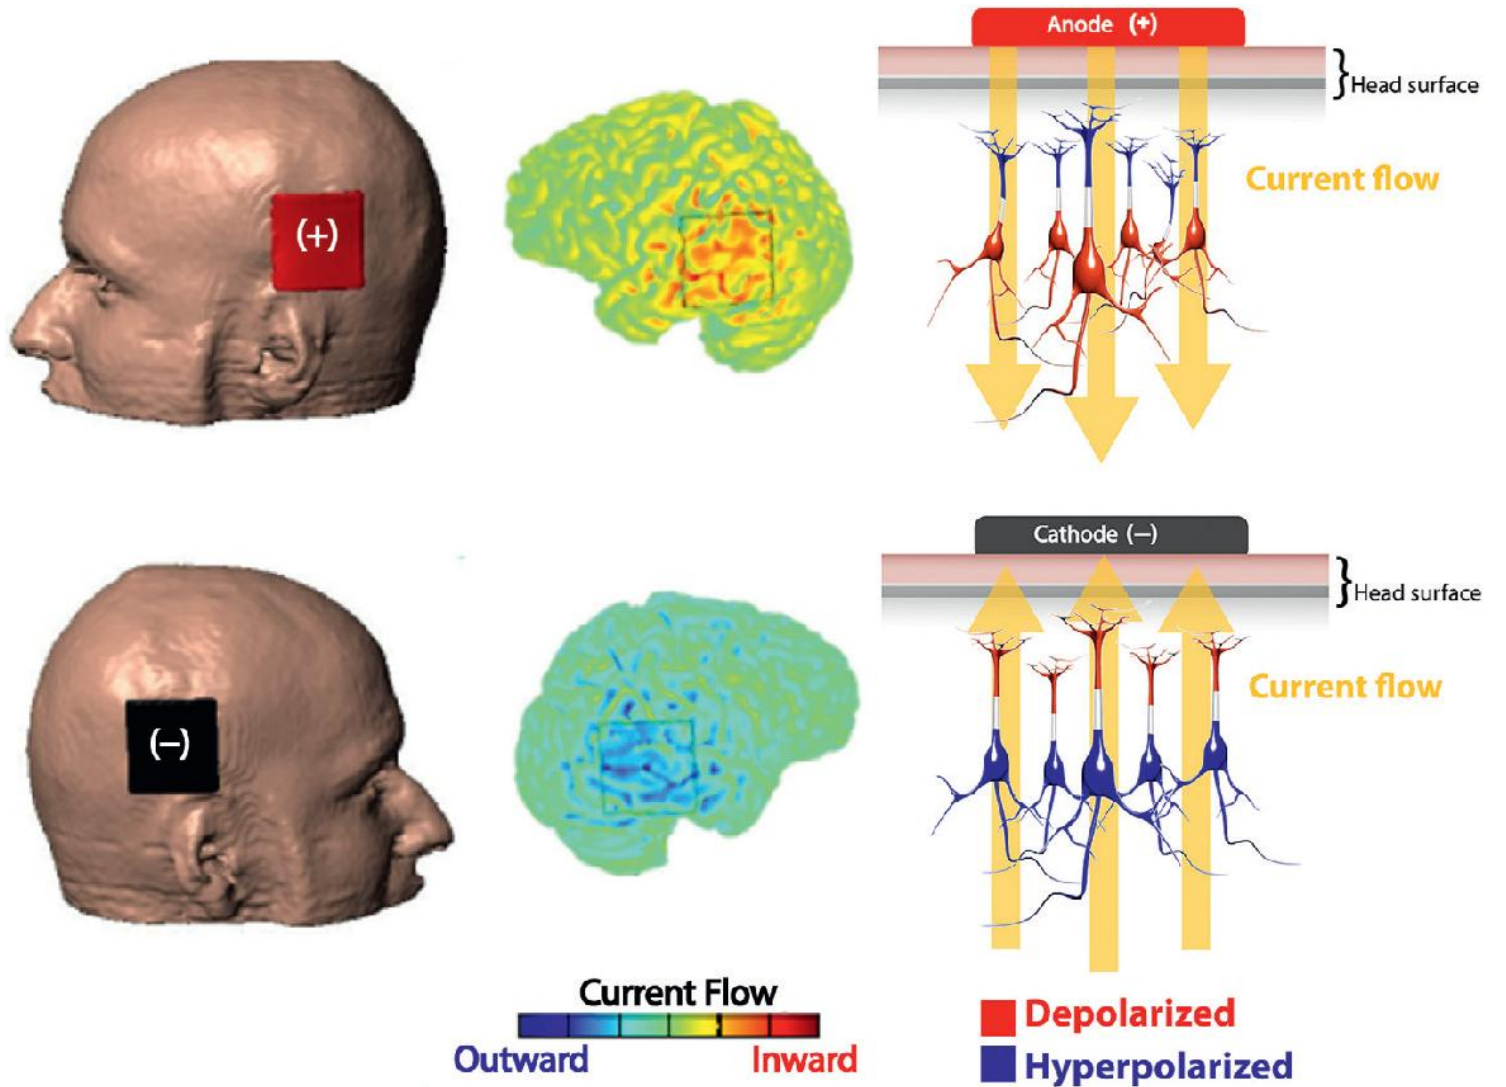 Anode (+)
Head surface
(+)
Current flow
Cathode (–)
Head surface
(–)
Current flow
Current Flow
Outward Inward
Depolarized
Hyperpolarized